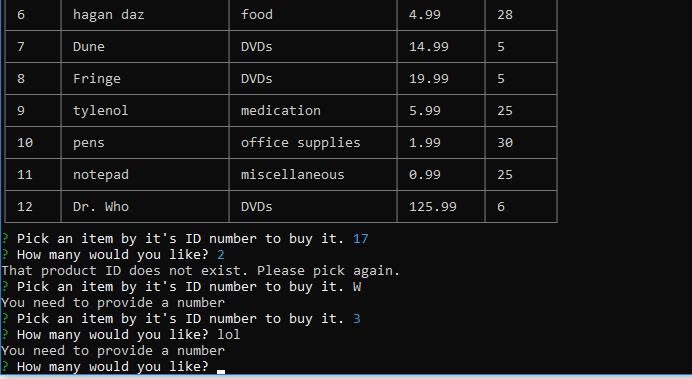 6 hagan daz food 4.99 28
7 Dune DVDs 14.99 5
8 Fringe DVDs 19.99 5
9 tylenol medication 5.99 25
10 pens office supplies 1.99 30
11 notepad miscellaneous 0.99 25
12 Dr. Who DVDs 125.99 6
? Pick an item by it's ID number to buy it. 17
? How many would you like? 2
That product ID does not exist. Please pick again.
? Pick an item by it's ID number to buy it. W
You need to provide a number
? Pick an item by it's ID number to buy it. 3
? How many would you like? lol
You need to provide a number
? How many would you like?